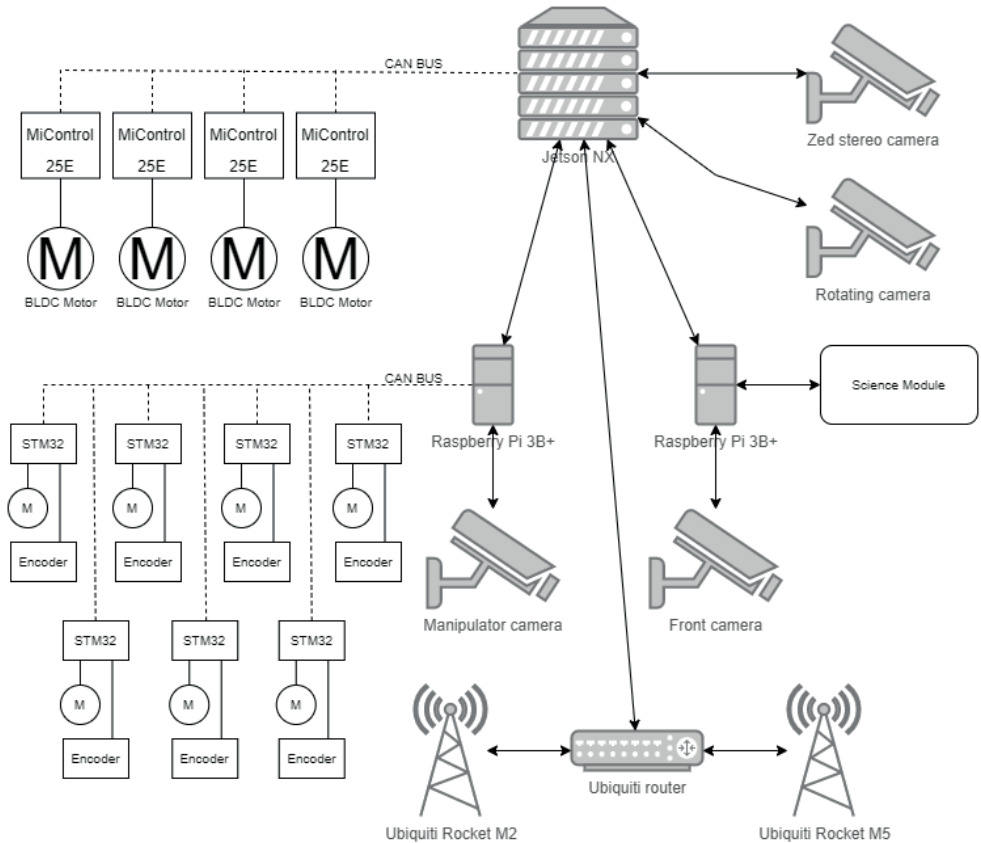 CAN BUS
MiControl
25E
MiControl
25E
MiControl
25E
MiControl
25E
M
M
M
M
BLDC Motor
BLDC Motor
BLDC Motor
BLDC Motor
Jetson NX
Zed stereo camera
Rotating camera
CAN BUS
STM32
STM32
STM32
STM32
M
M
M
M
Encoder
Encoder
Encoder
Encoder
STM32
STM32
STM32
M
M
M
Encoder
Encoder
Encoder
Raspberry Pi 3B+
Raspberry Pi 3B+
Science Module
Manipulator camera
Front camera
Ubiquiti router
Ubiquiti Rocket M2
Ubiquiti Rocket M5